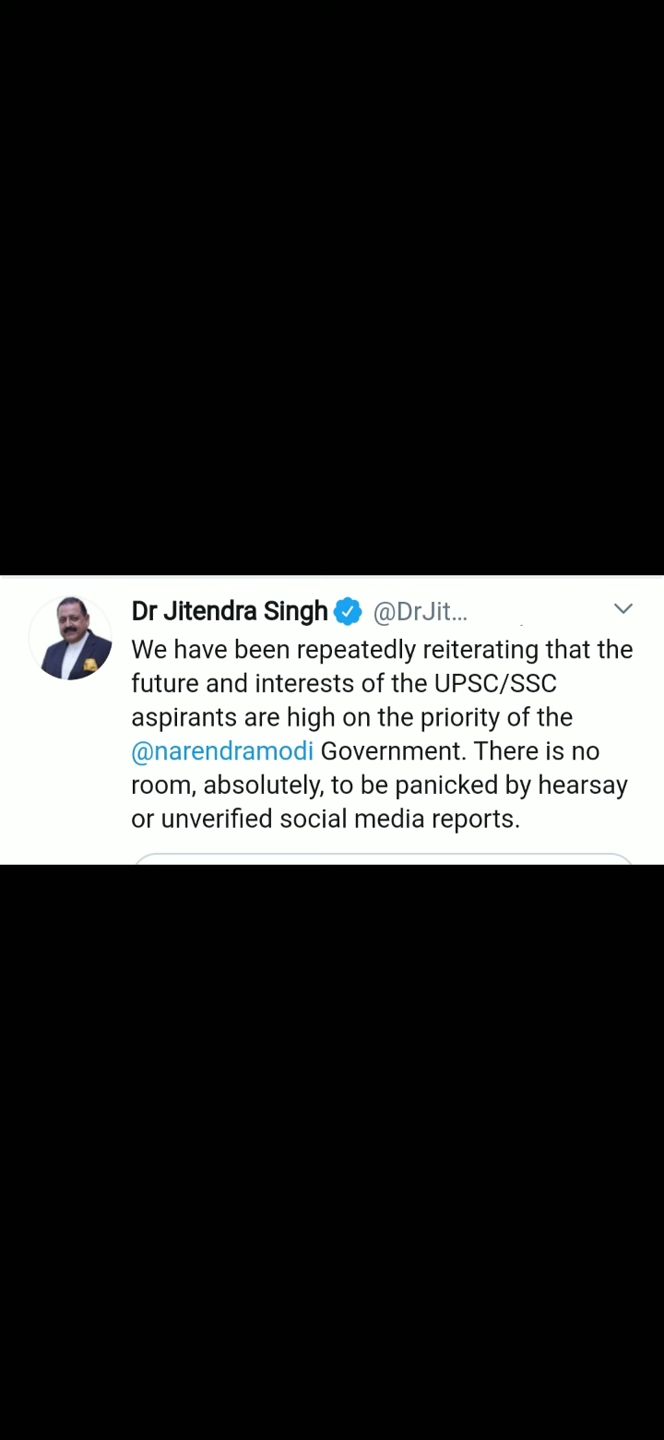 Dr Jitendra Singh @DrJit...
We have been repeatedly reiterating that the
future and interests of the UPSC/SSC
aspirants are high on the priority of the
@narendramodi Government. There is no
room, absolutely, to be panicked by hearsay
or unverified social media reports.